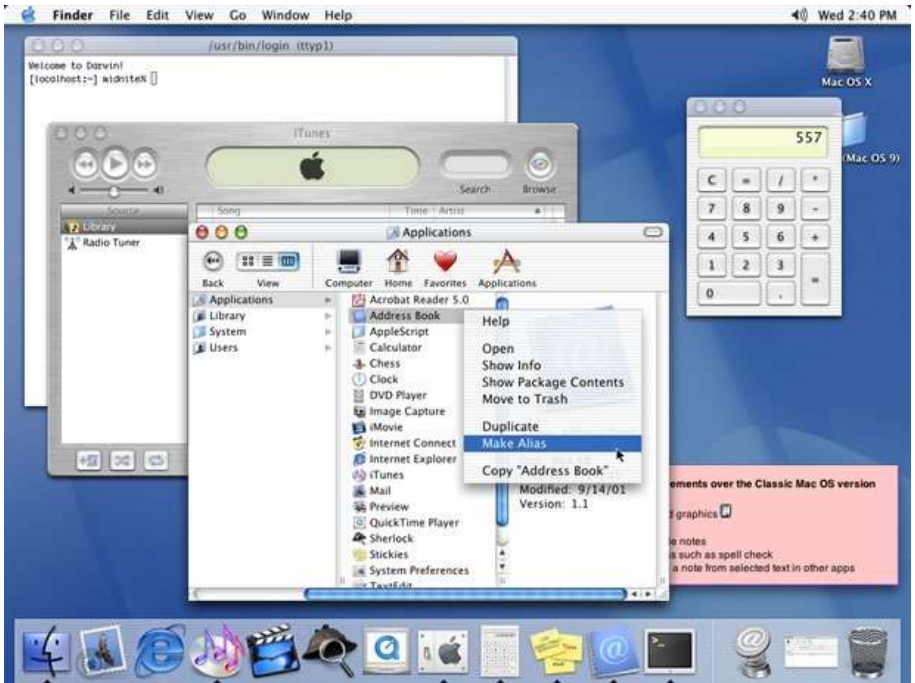 Finder File Edit View Go Window Help
Wed 2:40 PM
/usr/bin/login (ttyp1)
Welcome to Darwin!
[localhost:~] midnite%
Mac OS X
(Mac OS 9)
557
C = / *
7 8 9 -
4 5 6 +
1 2 3
0 . =
iTunes
Search Browse
Source
Library
Radio Tuner
Song Time Artist
Applications
Back View Computer Home Favorites Applications
Applications
Library
System
Users
Acrobat Reader 5.0
Address Book
AppleScript
Calculator
Chess
Clock
DVD Player
Image Capture
iMovie
Internet Connect
Internet Explorer
iTunes
Mail
Preview
QuickTime Player
Sherlock
Stickies
System Preferences
TextEdit
Help
Open
Show Info
Show Package Contents
Move to Trash
Duplicate
Make Alias
Copy "Address Book"
Modified: 9/14/01
Version: 1.1
ements over the Classic Mac OS version
d graphics
le notes
s such as spell check
a note from selected text in other apps